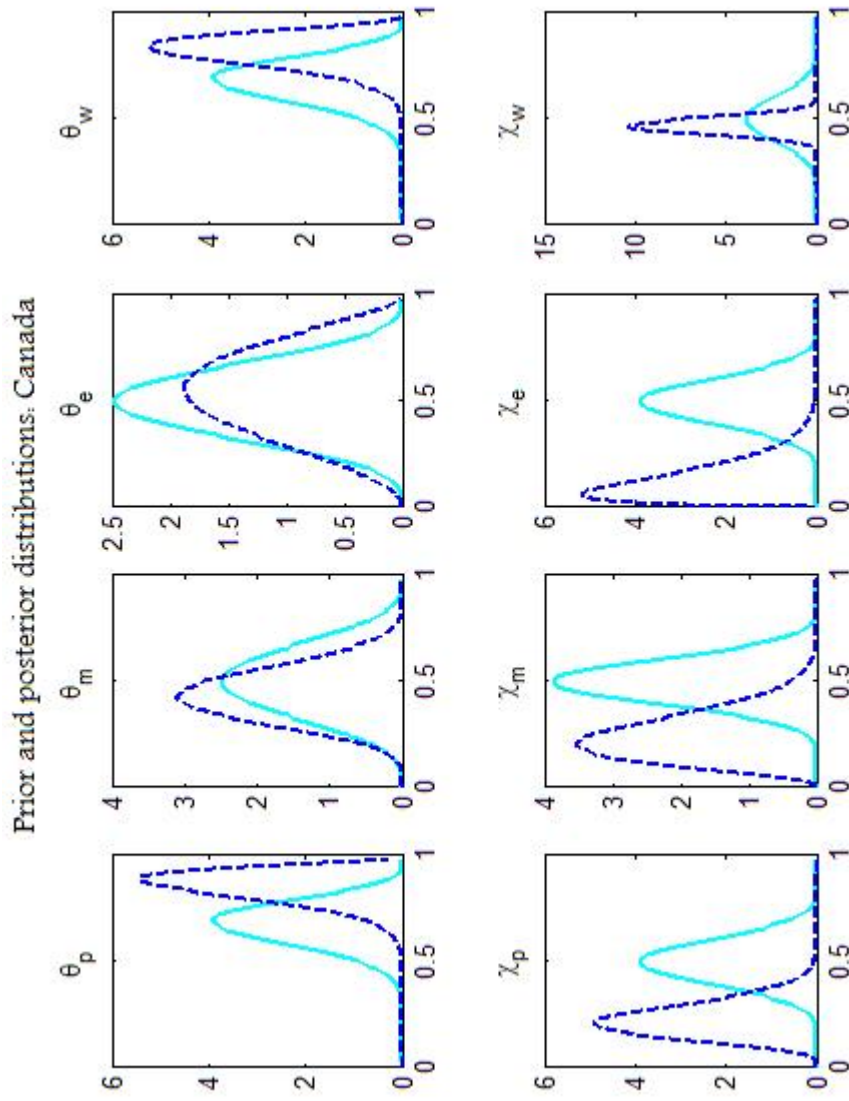 Prior and posterior distributions. Canada
θp θm θe θw
6 4 2.5 6
4 3 2 4
2 2 1.5 2
1 1
0.5
0 0 0 0
0 0.5 1 0 0.5 1 0 0.5 1 0 0.5 1
χp χm χe χw
6 4 6 15
4 3 4 10
2 2 2 5
1
0 0 0 0
0 0.5 1 0 0.5 1 0 0.5 1 0 0.5 1